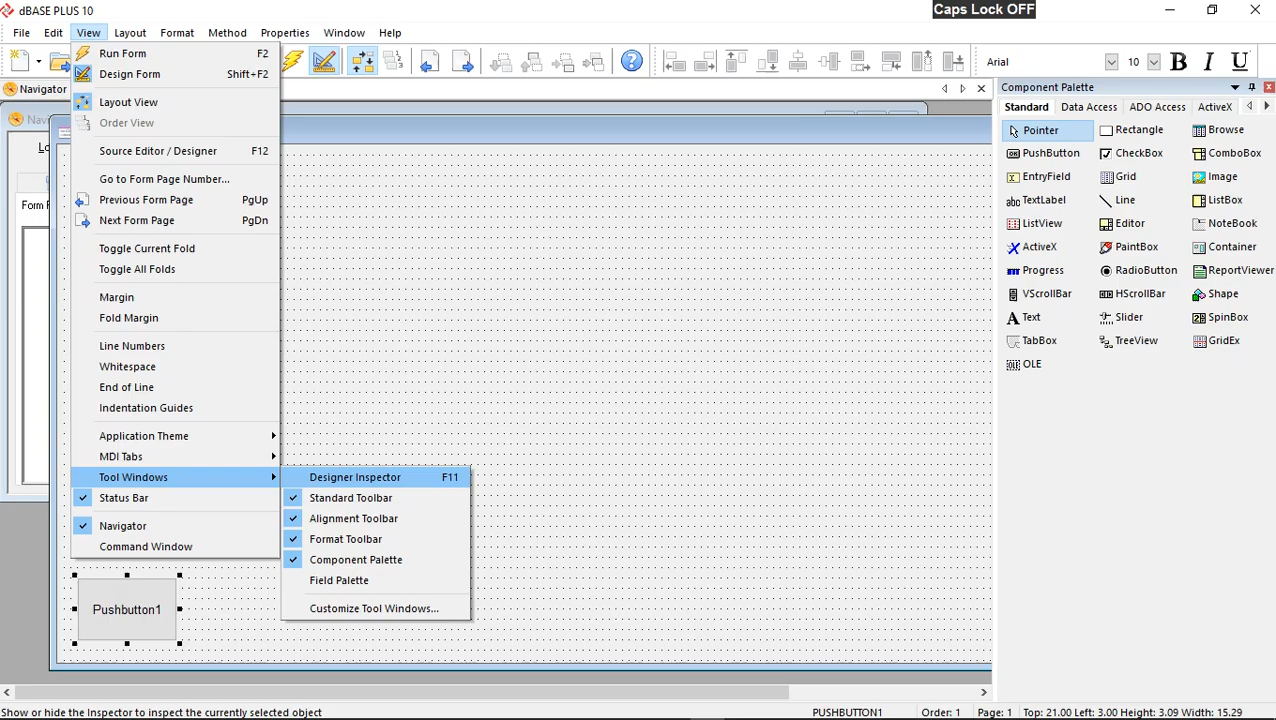 dBASE PLUS 10
Caps Lock OFF
File Edit View Layout Format Method Properties Window Help
Arial 10 B I U
Navigator
Run Form F2
Design Form Shift+F2
Layout View
Order View
Source Editor / Designer F12
Go to Form Page Number...
Previous Form Page PgUp
Next Form Page PgDn
Toggle Current Fold
Toggle All Folds
Margin
Fold Margin
Line Numbers
Whitespace
End of Line
Indentation Guides
Application Theme
MDI Tabs
Tool Windows
Status Bar
Navigator
Command Window
Designer Inspector F11
Standard Toolbar
Alignment Toolbar
Format Toolbar
Component Palette
Field Palette
Customize Tool Windows...
Pushbutton1
Component Palette
Standard Data Access ADO Access ActiveX
Pointer Rectangle Browse
PushButton CheckBox ComboBox
EntryField Grid Image
TextLabel Line ListBox
ListView Editor NoteBook
ActiveX PaintBox Container
Progress RadioButton ReportViewer
VScrollBar HScrollBar Shape
Text Slider SpinBox
TabBox TreeView GridEx
OLE
Show or hide the Inspector to inspect the currently selected object PUSHBUTTON1 Order: 1 Page: 1 Top: 21.00 Left: 3.00 Height: 3.09 Width: 15.29